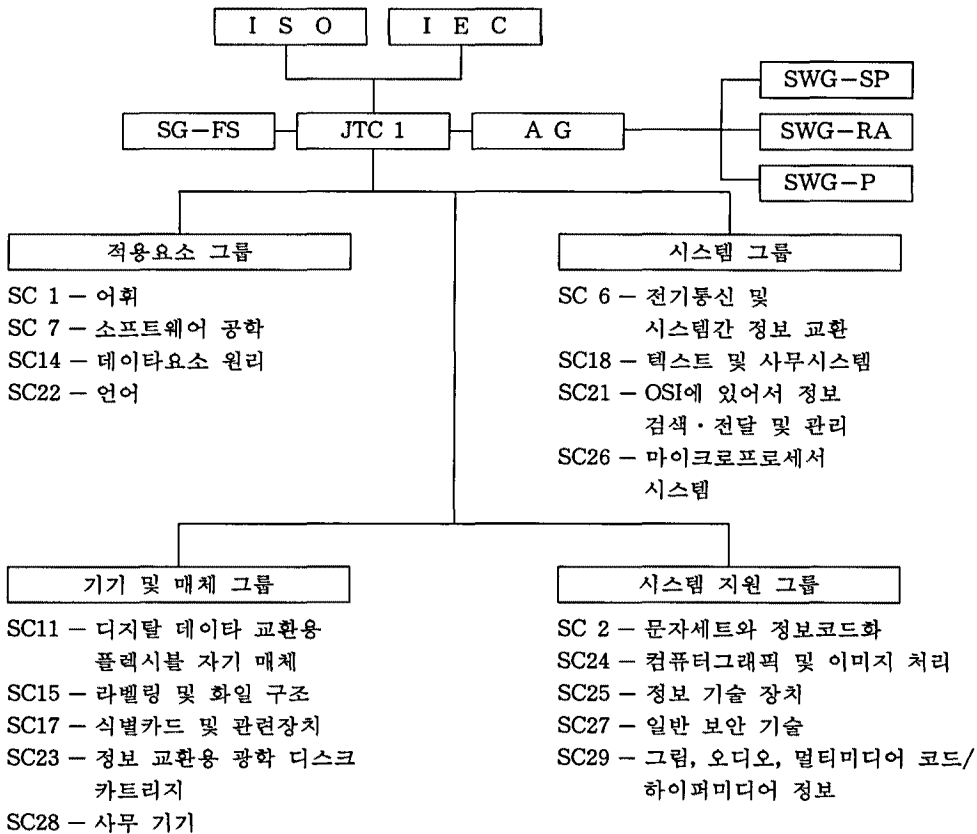 I S O
I E C
SG－FS
JTC 1
A G
SWG－SP
SWG－RA
SWG－P
적용요소 그룹
SC 1 － 어휘
SC 7 － 소프트웨어 공학
SC14 － 데이타요소 원리
SC22 － 언어
시스템 그룹
SC 6 － 전기통신 및
시스템간 정보 교환
SC18 － 텍스트 및 사무시스템
SC21 － OSI에 있어서 정보
검색·전달 및 관리
SC26 － 마이크로프로세서
시스템
기기 및 매체 그룹
SC11 － 디지탈 데이타 교환용
플렉시블 자기 매체
SC15 － 라벨링 및 화일 구조
SC17 － 식별카드 및 관련장치
SC23 － 정보 교환용 광학 디스크
카트리지
SC28 － 사무 기기
시스템 지원 그룹
SC 2 － 문자세트와 정보코드화
SC24 － 컴퓨터그래픽 및 이미지 처리
SC25 － 정보 기술 장치
SC27 － 일반 보안 기술
SC29 － 그림, 오디오, 멀티미디어 코드/
하이퍼미디어 정보